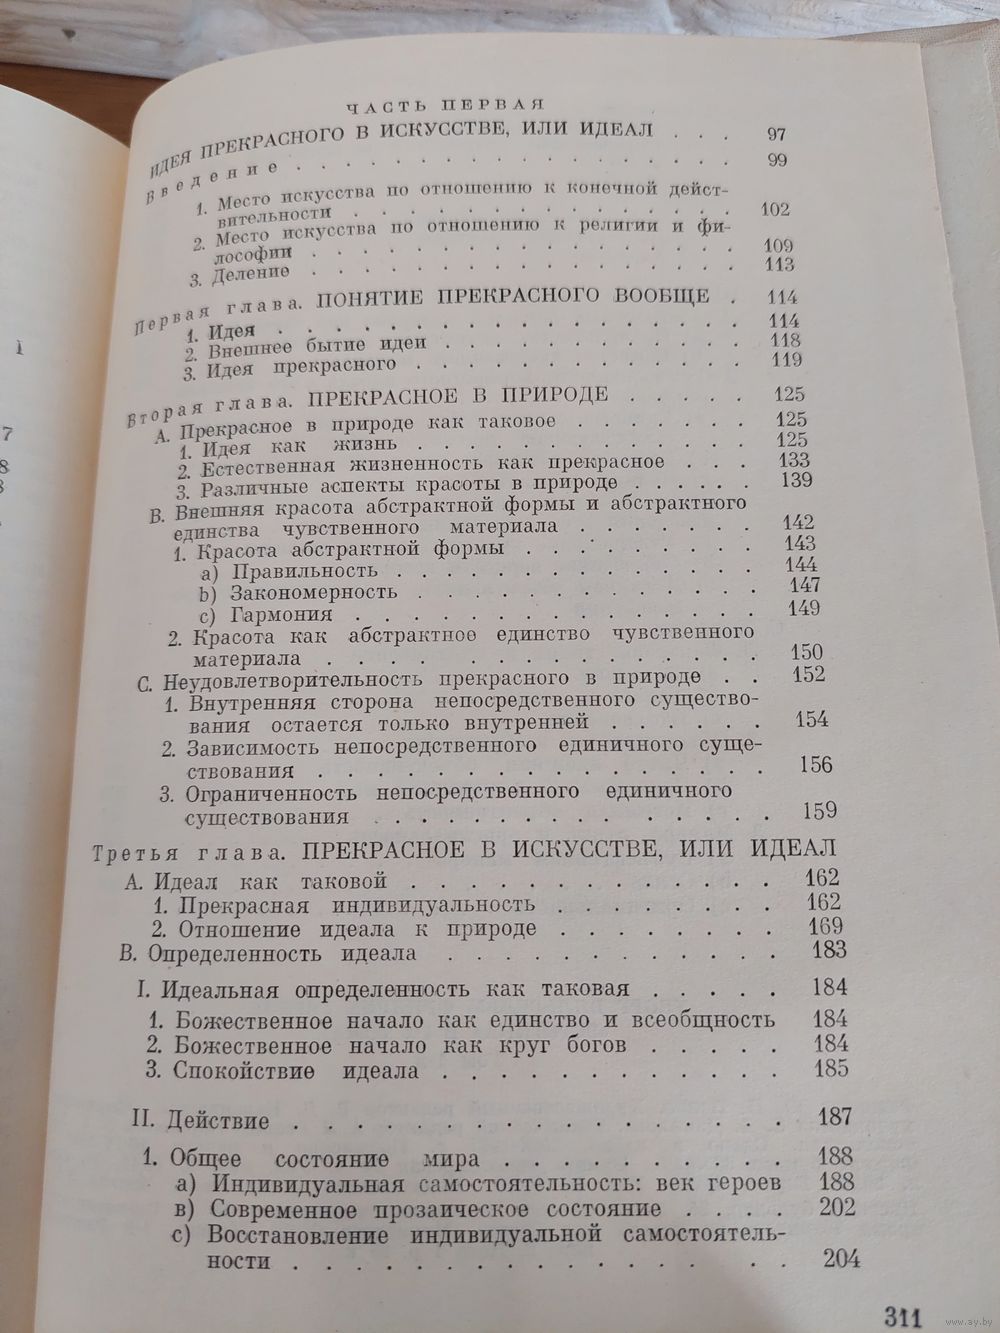 ЧАСТЬ ПЕРВАЯ
ИДЕЯ ПРЕКРАСНОГО В ИСКУССТВЕ, ИЛИ ИДЕАЛ . . . 97
Введение . . . . . . . . . . . . . . 99
1. Место искусства по отношению к конечной дейст-
вительности . . . . . . . . . . . . . 102
2. Место искусства по отношению к религии и фи-
лософии . . . . . . . . . . . . . . 109
3. Деление . . . . . . . . . . . . . . 113
Первая глава. ПОНЯТИЕ ПРЕКРАСНОГО ВООБЩЕ . 114
1. Идея . . . . . . . . . . . . . . . 114
2. Внешнее бытие идеи . . . . . . . . . . 118
3. Идея прекрасного . . . . . . . . . . . 119
Вторая глава. ПРЕКРАСНОЕ В ПРИРОДЕ . . . . . 125
A. Прекрасное в природе как таковое . . . . . . . 125
1. Идея как жизнь . . . . . . . . . . . . 125
2. Естественная жизненность как прекрасное . . . 133
3. Различные аспекты красоты в природе . . . . . . 139
B. Внешняя красота абстрактной формы и абстрактного
единства чувственного материала . . . . . . . 142
1. Красота абстрактной формы . . . . . . . . . 143
a) Правильность . . . . . . . . . . . . . 144
b) Закономерность . . . . . . . . . . . . 147
c) Гармония . . . . . . . . . . . . . . 149
2. Красота как абстрактное единство чувственного
материала . . . . . . . . . . . . . . . 150
C. Неудовлетворительность прекрасного в природе . . 152
1. Внутренняя сторона непосредственного существо-
вания остается только внутренней . . . . . . 154
2. Зависимость непосредственного единичного суще-
ствования . . . . . . . . . . . . . . . 156
3. Ограниченность непосредственного единичного
существования . . . . . . . . . . . . . 159
Третья глава. ПРЕКРАСНОЕ В ИСКУССТВЕ, ИЛИ ИДЕАЛ
A. Идеал как таковой . . . . . . . . . . . . 162
1. Прекрасная индивидуальность . . . . . . . . 162
2. Отношение идеала к природе . . . . . . . . 169
B. Определенность идеала . . . . . . . . . . . 183
I. Идеальная определенность как таковая . . . . . 184
1. Божественное начало как единство и всеобщность 184
2. Божественное начало как круг богов . . . . . 184
3. Спокойствие идеала . . . . . . . . . . . . 185
II. Действие . . . . . . . . . . . . . . . . . 187
1. Общее состояние мира . . . . . . . . . . 188
a) Индивидуальная самостоятельность: век героев 188
в) Современное прозаическое состояние . . . . 202
c) Восстановление индивидуальной самостоятель-
ности . . . . . . . . . . . . . . . . 204
311
www.ay.by
1
7
8
8